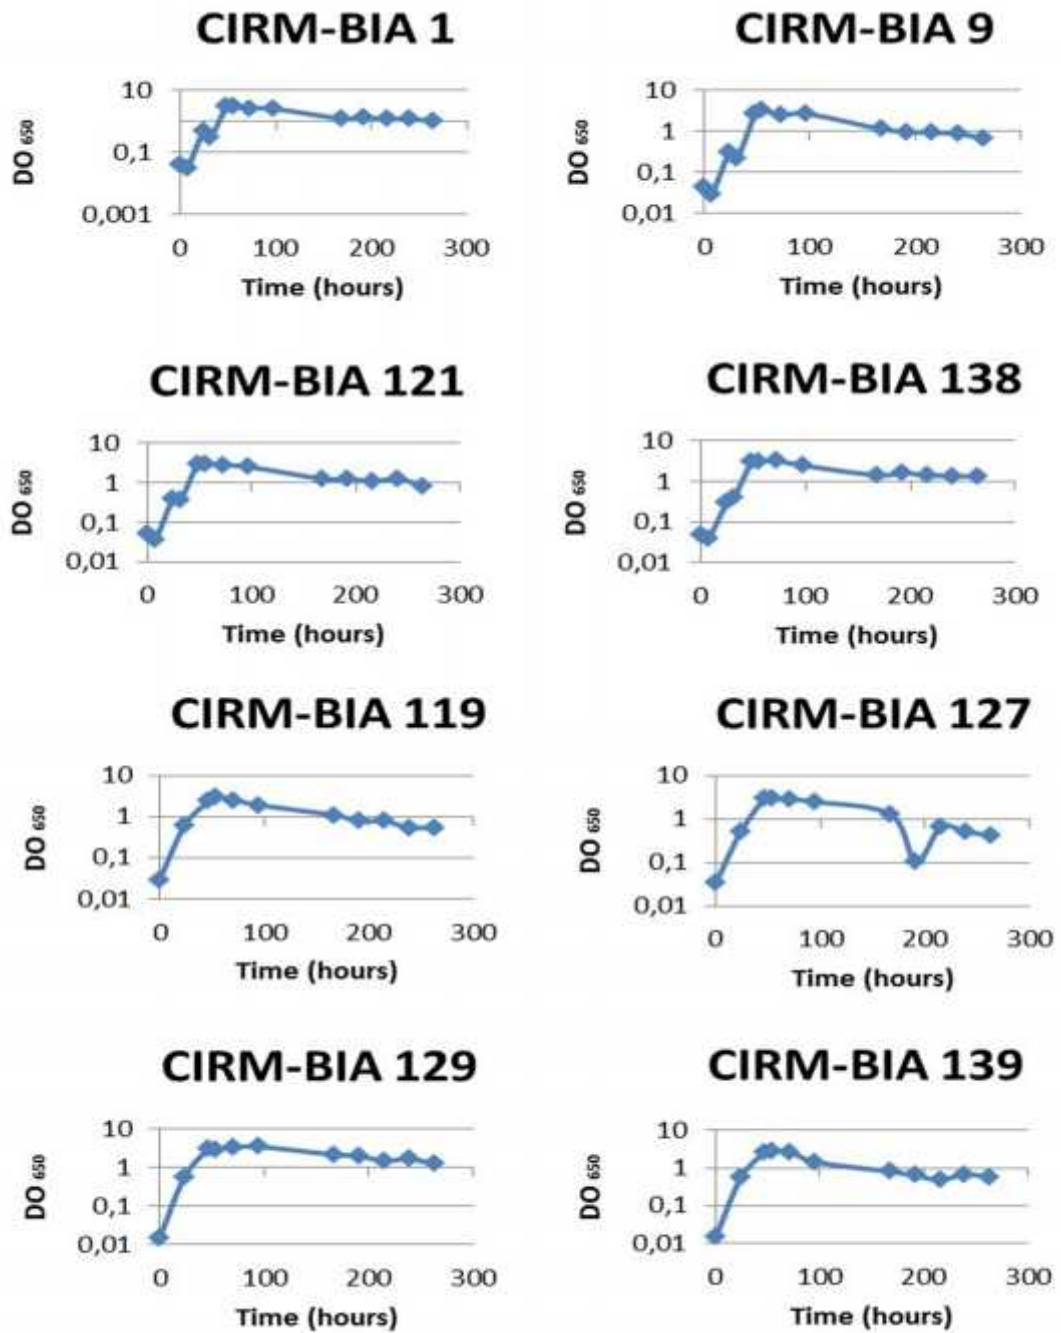 CIRM-BIA 1
10
0,1
0,001
DO 650
0 100 200 300
Time (hours)
CIRM-BIA 9
10
1
0,1
0,01
DO 650
0 100 200 300
Time (hours)
CIRM-BIA 121
10
1
0,1
0,01
DO 650
0 100 200 300
Time (hours)
CIRM-BIA 138
10
1
0,1
0,01
DO 650
0 100 200 300
Time (hours)
CIRM-BIA 119
10
1
0,1
0,01
DO 650
0 100 200 300
Time (hours)
CIRM-BIA 127
10
1
0,1
0,01
DO 650
0 100 200 300
Time (hours)
CIRM-BIA 129
10
1
0,1
0,01
DO 650
0 100 200 300
Time (hours)
CIRM-BIA 139
10
1
0,1
0,01
DO 650
0 100 200 300
Time (hours)